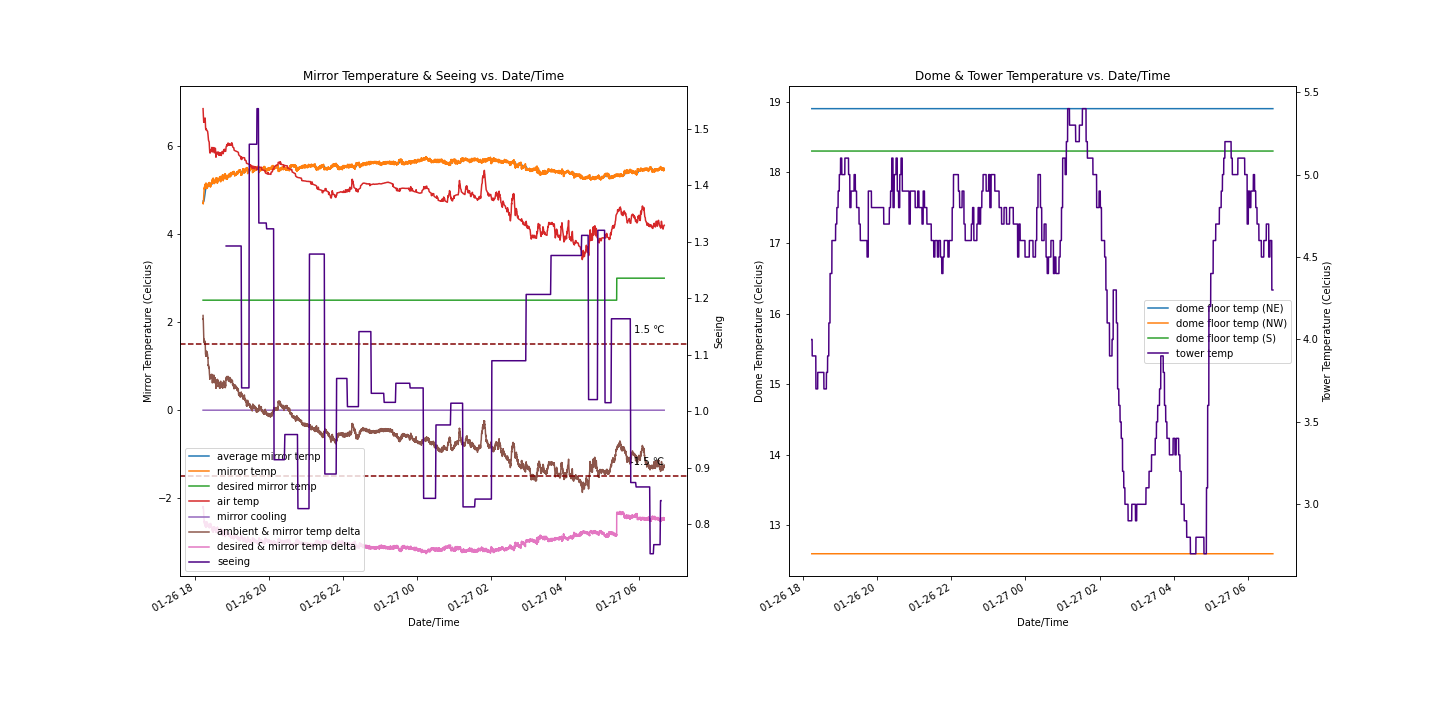 Mirror Temperature & Seeing vs. Date/Time
6
4
2
0
−2
Mirror Temperature (Celcius)
1.5
1.4
1.3
1.2
1.1
1.0
0.9
0.8
Seeing
1.5 °C
-1.5 °C
average mirror temp
mirror temp
desired mirror temp
air temp
mirror cooling
ambient & mirror temp delta
desired & mirror temp delta
seeing
01-26 18
01-26 20
01-26 22
01-27 00
01-27 02
01-27 04
01-27 06
Date/Time
Dome & Tower Temperature vs. Date/Time
19
18
17
16
15
14
13
Dome Temperature (Celcius)
5.5
5.0
4.5
4.0
3.5
3.0
Tower Temperature (Celcius)
dome floor temp (NE)
dome floor temp (NW)
dome floor temp (S)
tower temp
01-26 18
01-26 20
01-26 22
01-27 00
01-27 02
01-27 04
01-27 06
Date/Time